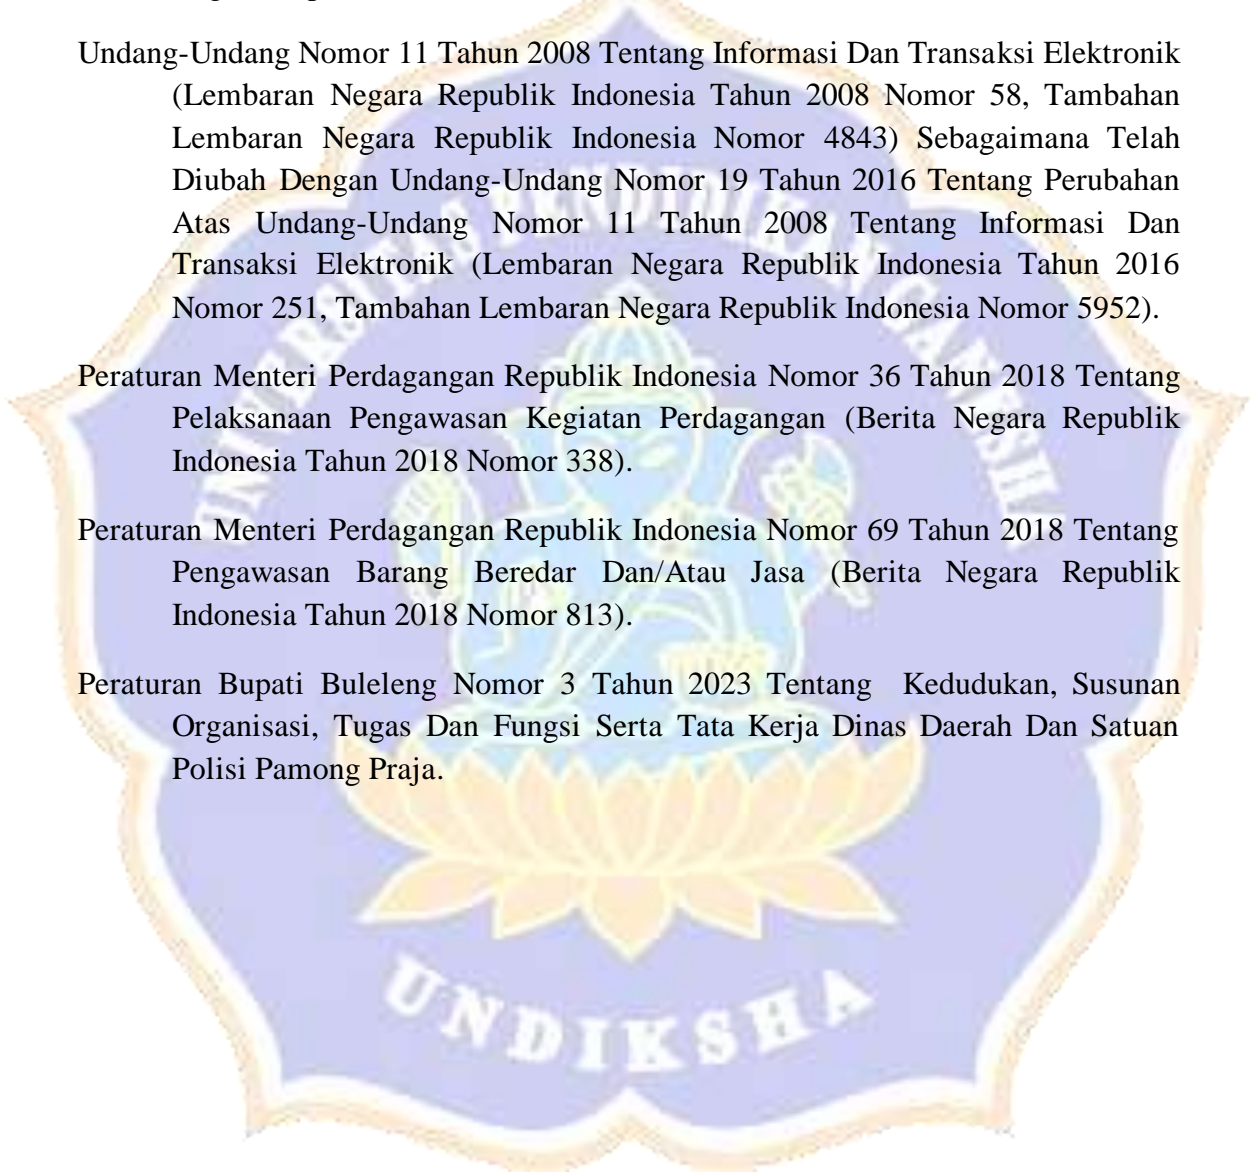 Undang-Undang Nomor 11 Tahun 2008 Tentang Informasi Dan Transaksi Elektronik
(Lembaran Negara Republik Indonesia Tahun 2008 Nomor 58, Tambahan
Lembaran Negara Republik Indonesia Nomor 4843) Sebagaimana Telah
Diubah Dengan Undang-Undang Nomor 19 Tahun 2016 Tentang Perubahan
Atas Undang-Undang Nomor 11 Tahun 2008 Tentang Informasi Dan
Transaksi Elektronik (Lembaran Negara Republik Indonesia Tahun 2016
Nomor 251, Tambahan Lembaran Negara Republik Indonesia Nomor 5952).
Peraturan Menteri Perdagangan Republik Indonesia Nomor 36 Tahun 2018 Tentang
Pelaksanaan Pengawasan Kegiatan Perdagangan (Berita Negara Republik
Indonesia Tahun 2018 Nomor 338).
Peraturan Menteri Perdagangan Republik Indonesia Nomor 69 Tahun 2018 Tentang
Pengawasan Barang Beredar Dan/Atau Jasa (Berita Negara Republik
Indonesia Tahun 2018 Nomor 813).
Peraturan Bupati Buleleng Nomor 3 Tahun 2023 Tentang Kedudukan, Susunan
Organisasi, Tugas Dan Fungsi Serta Tata Kerja Dinas Daerah Dan Satuan
Polisi Pamong Praja.
UNIVERSITAS PENDIDIKAN GANESHA
UNDIKSHA